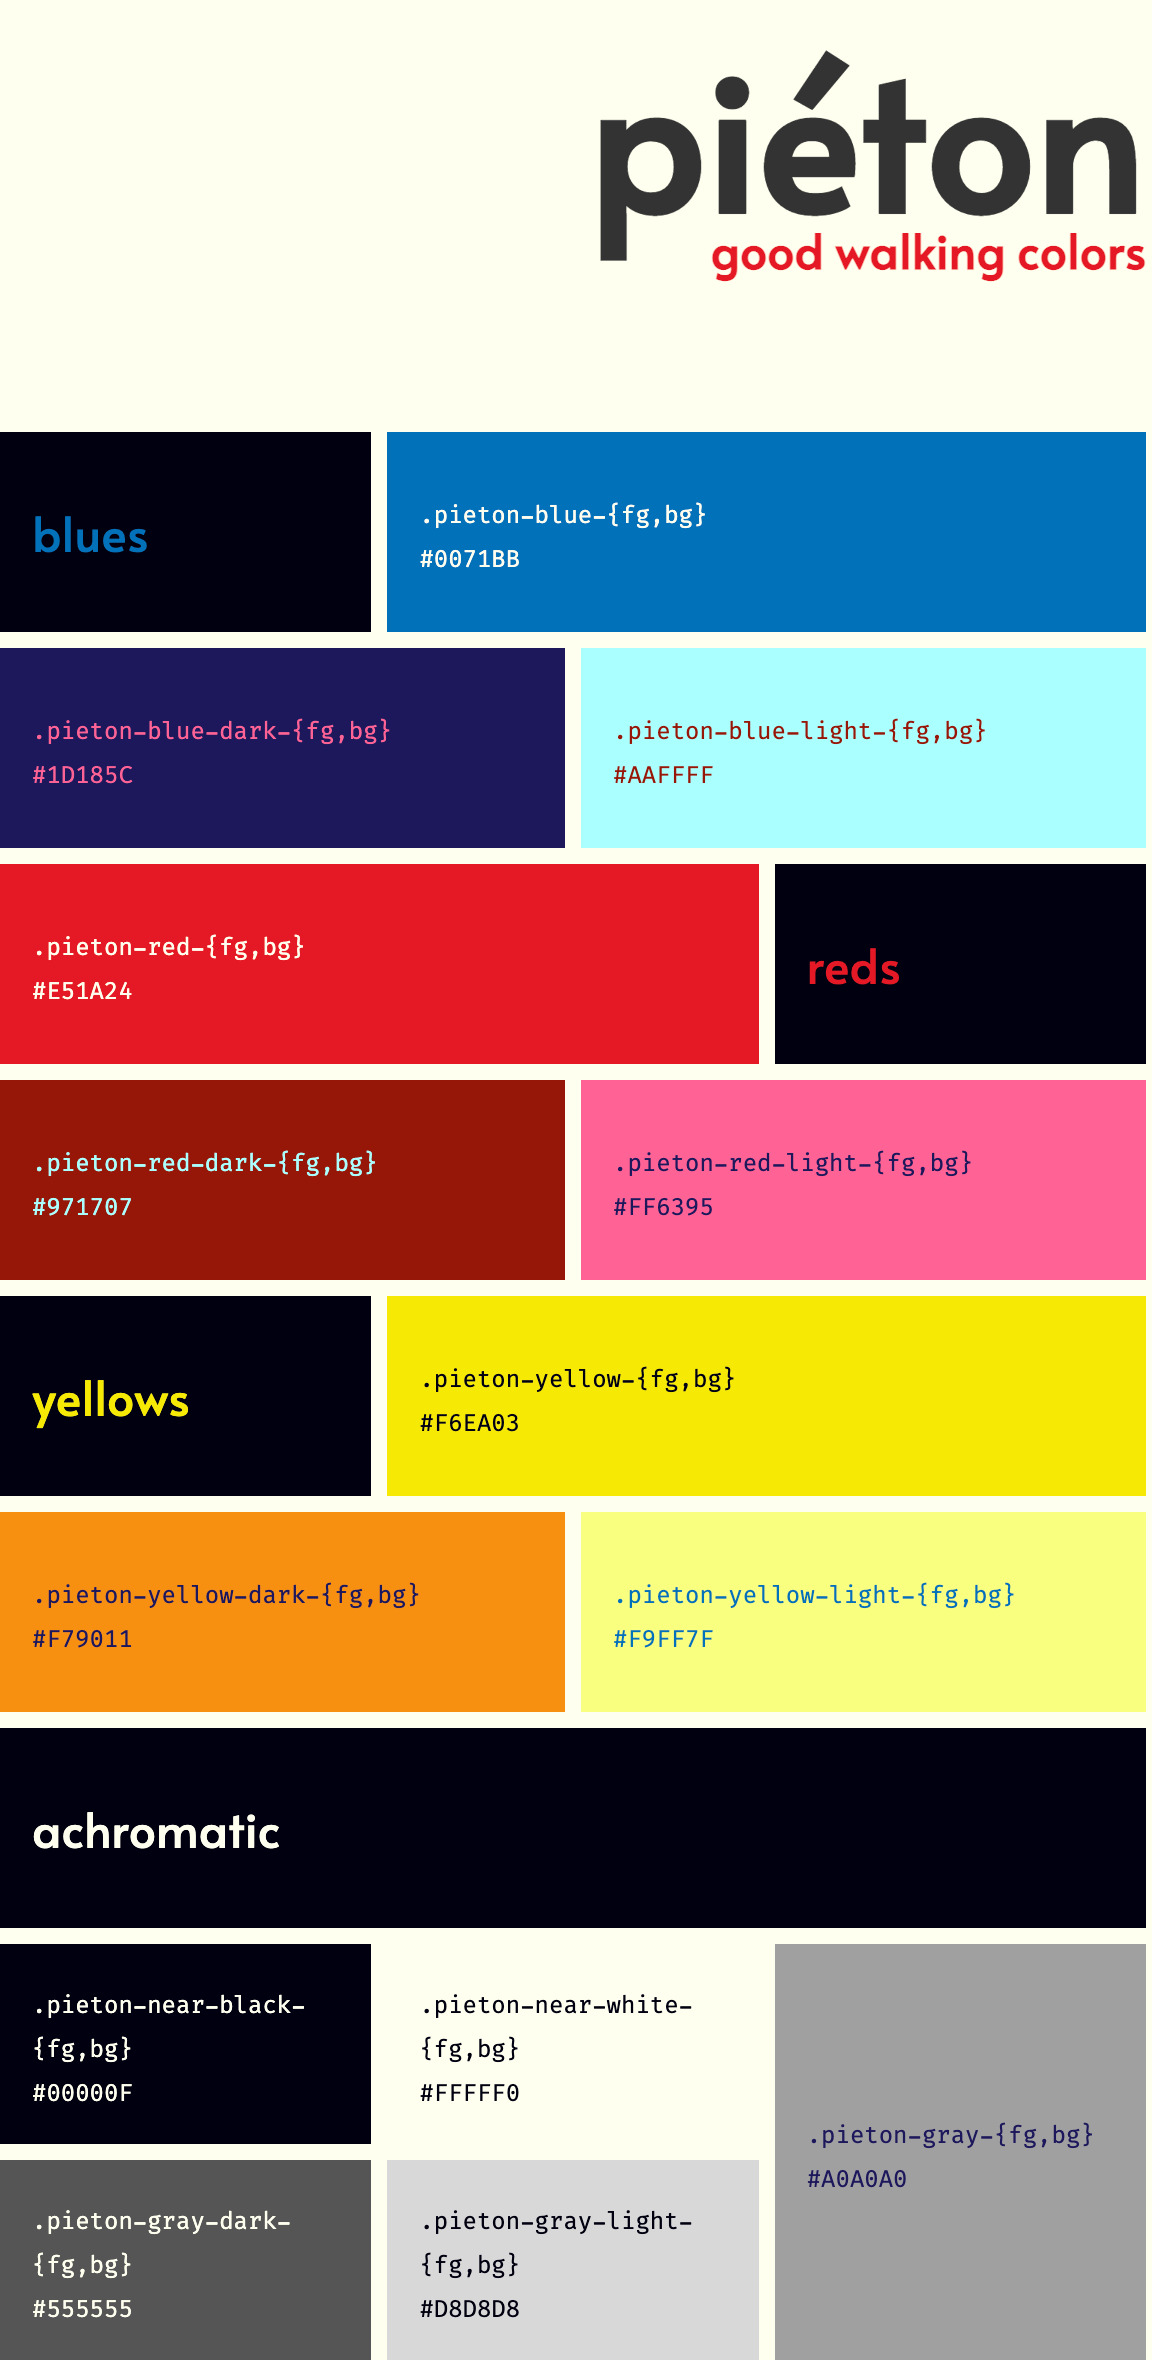 piéton
good walking colors
blues
.pieton-blue-{fg,bg}
#0071BB
.pieton-blue-dark-{fg,bg}
#1D185C
.pieton-blue-light-{fg,bg}
#AAFFFF
.pieton-red-{fg,bg}
#E51A24
reds
.pieton-red-dark-{fg,bg}
#971707
.pieton-red-light-{fg,bg}
#FF6395
yellows
.pieton-yellow-{fg,bg}
#F6EA03
.pieton-yellow-dark-{fg,bg}
#F79011
.pieton-yellow-light-{fg,bg}
#F9FF7F
achromatic
.pieton-near-black-
{fg,bg}
#00000F
.pieton-near-white-
{fg,bg}
#FFFFF0
.pieton-gray-{fg,bg}
#A0A0A0
.pieton-gray-dark-
{fg,bg}
#555555
.pieton-gray-light-
{fg,bg}
#D8D8D8